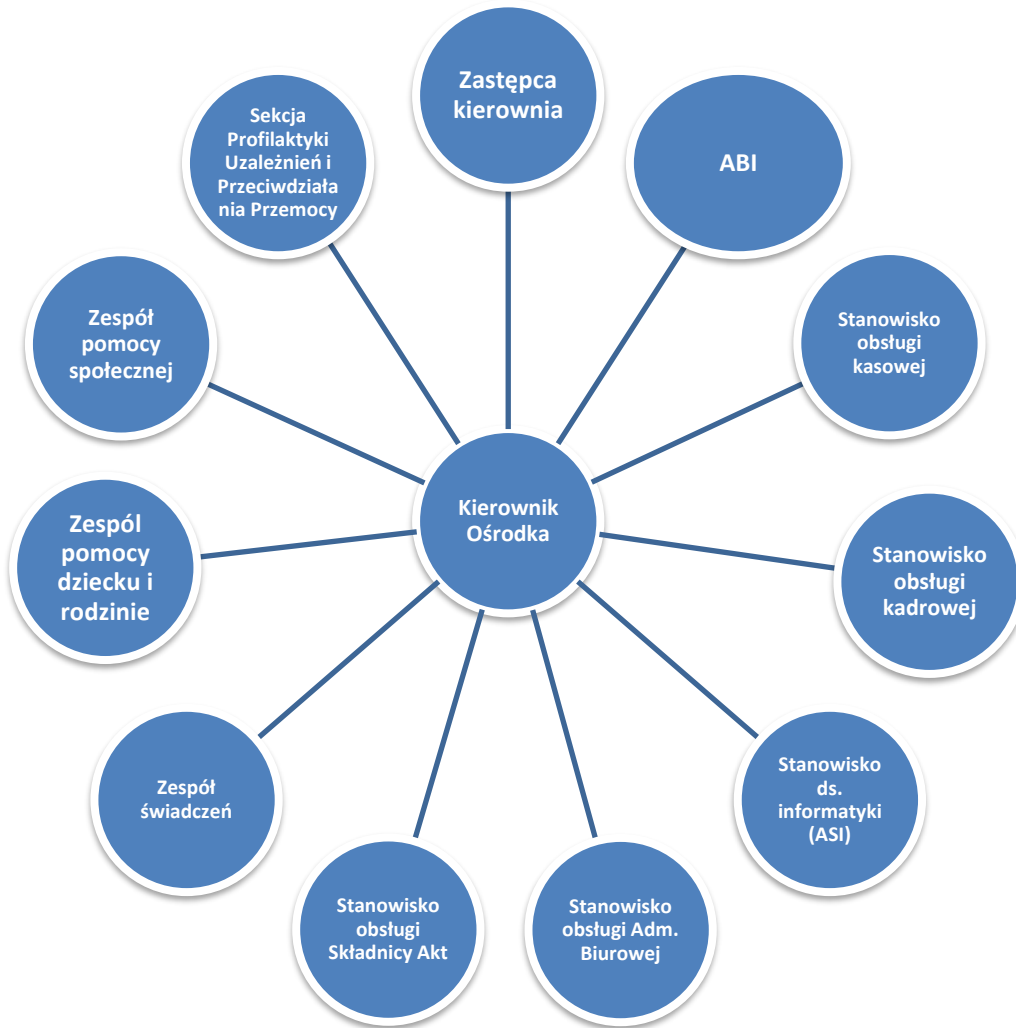 Zastępca
kierownia
ABI
Stanowisko
obsługi
kasowej
Stanowisko
obsługi
kadrowej
Stanowisko
ds.
informatyki
(ASI)
Stanowisko
obsługi Adm.
Biurowej
Stanowisko
obsługi
Składnicy Akt
Zespół
świadczeń
Zespól
pomocy
dziecku i
rodzinie
Zespół
pomocy
społecznej
Sekcja
Profilaktyki
Uzależnień i
Przeciwdziała
nia Przemocy
Kierownik
Ośrodka